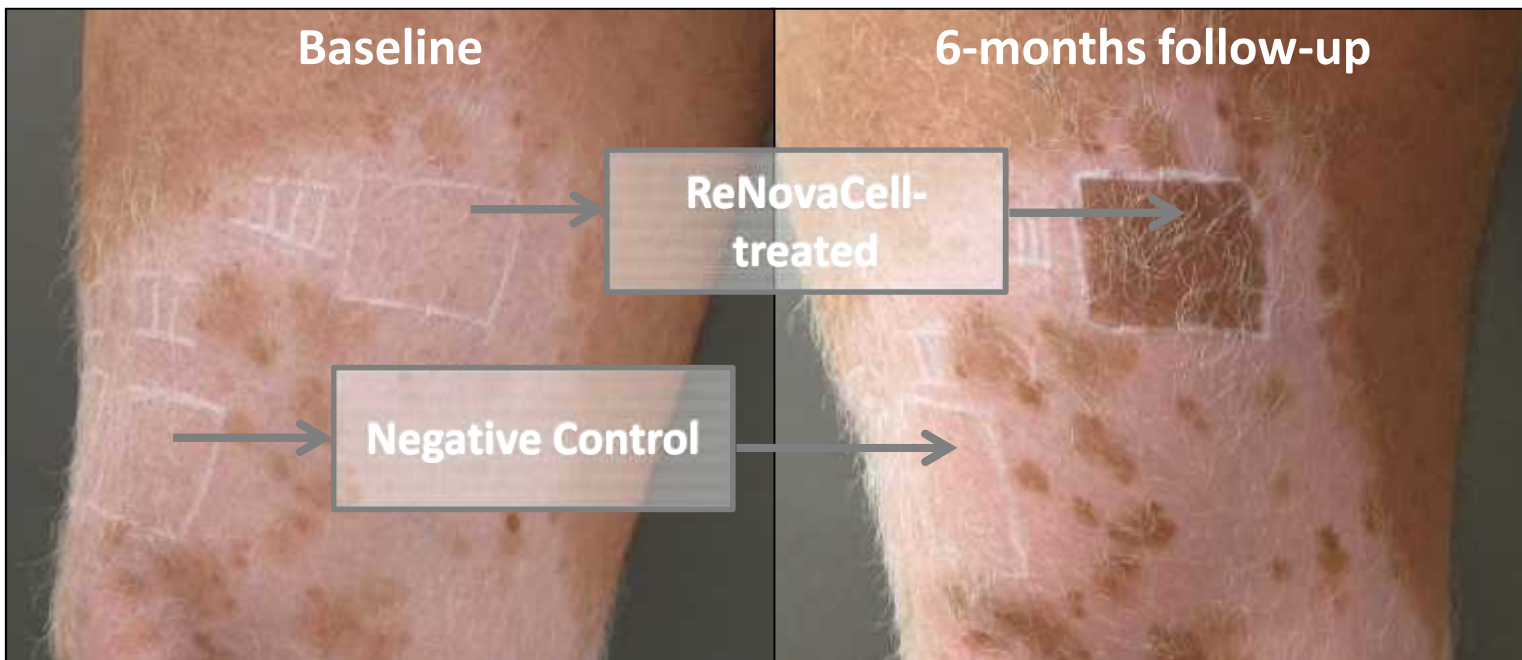 Baseline
6-months follow-up
ReNovaCell-
treated
Negative Control